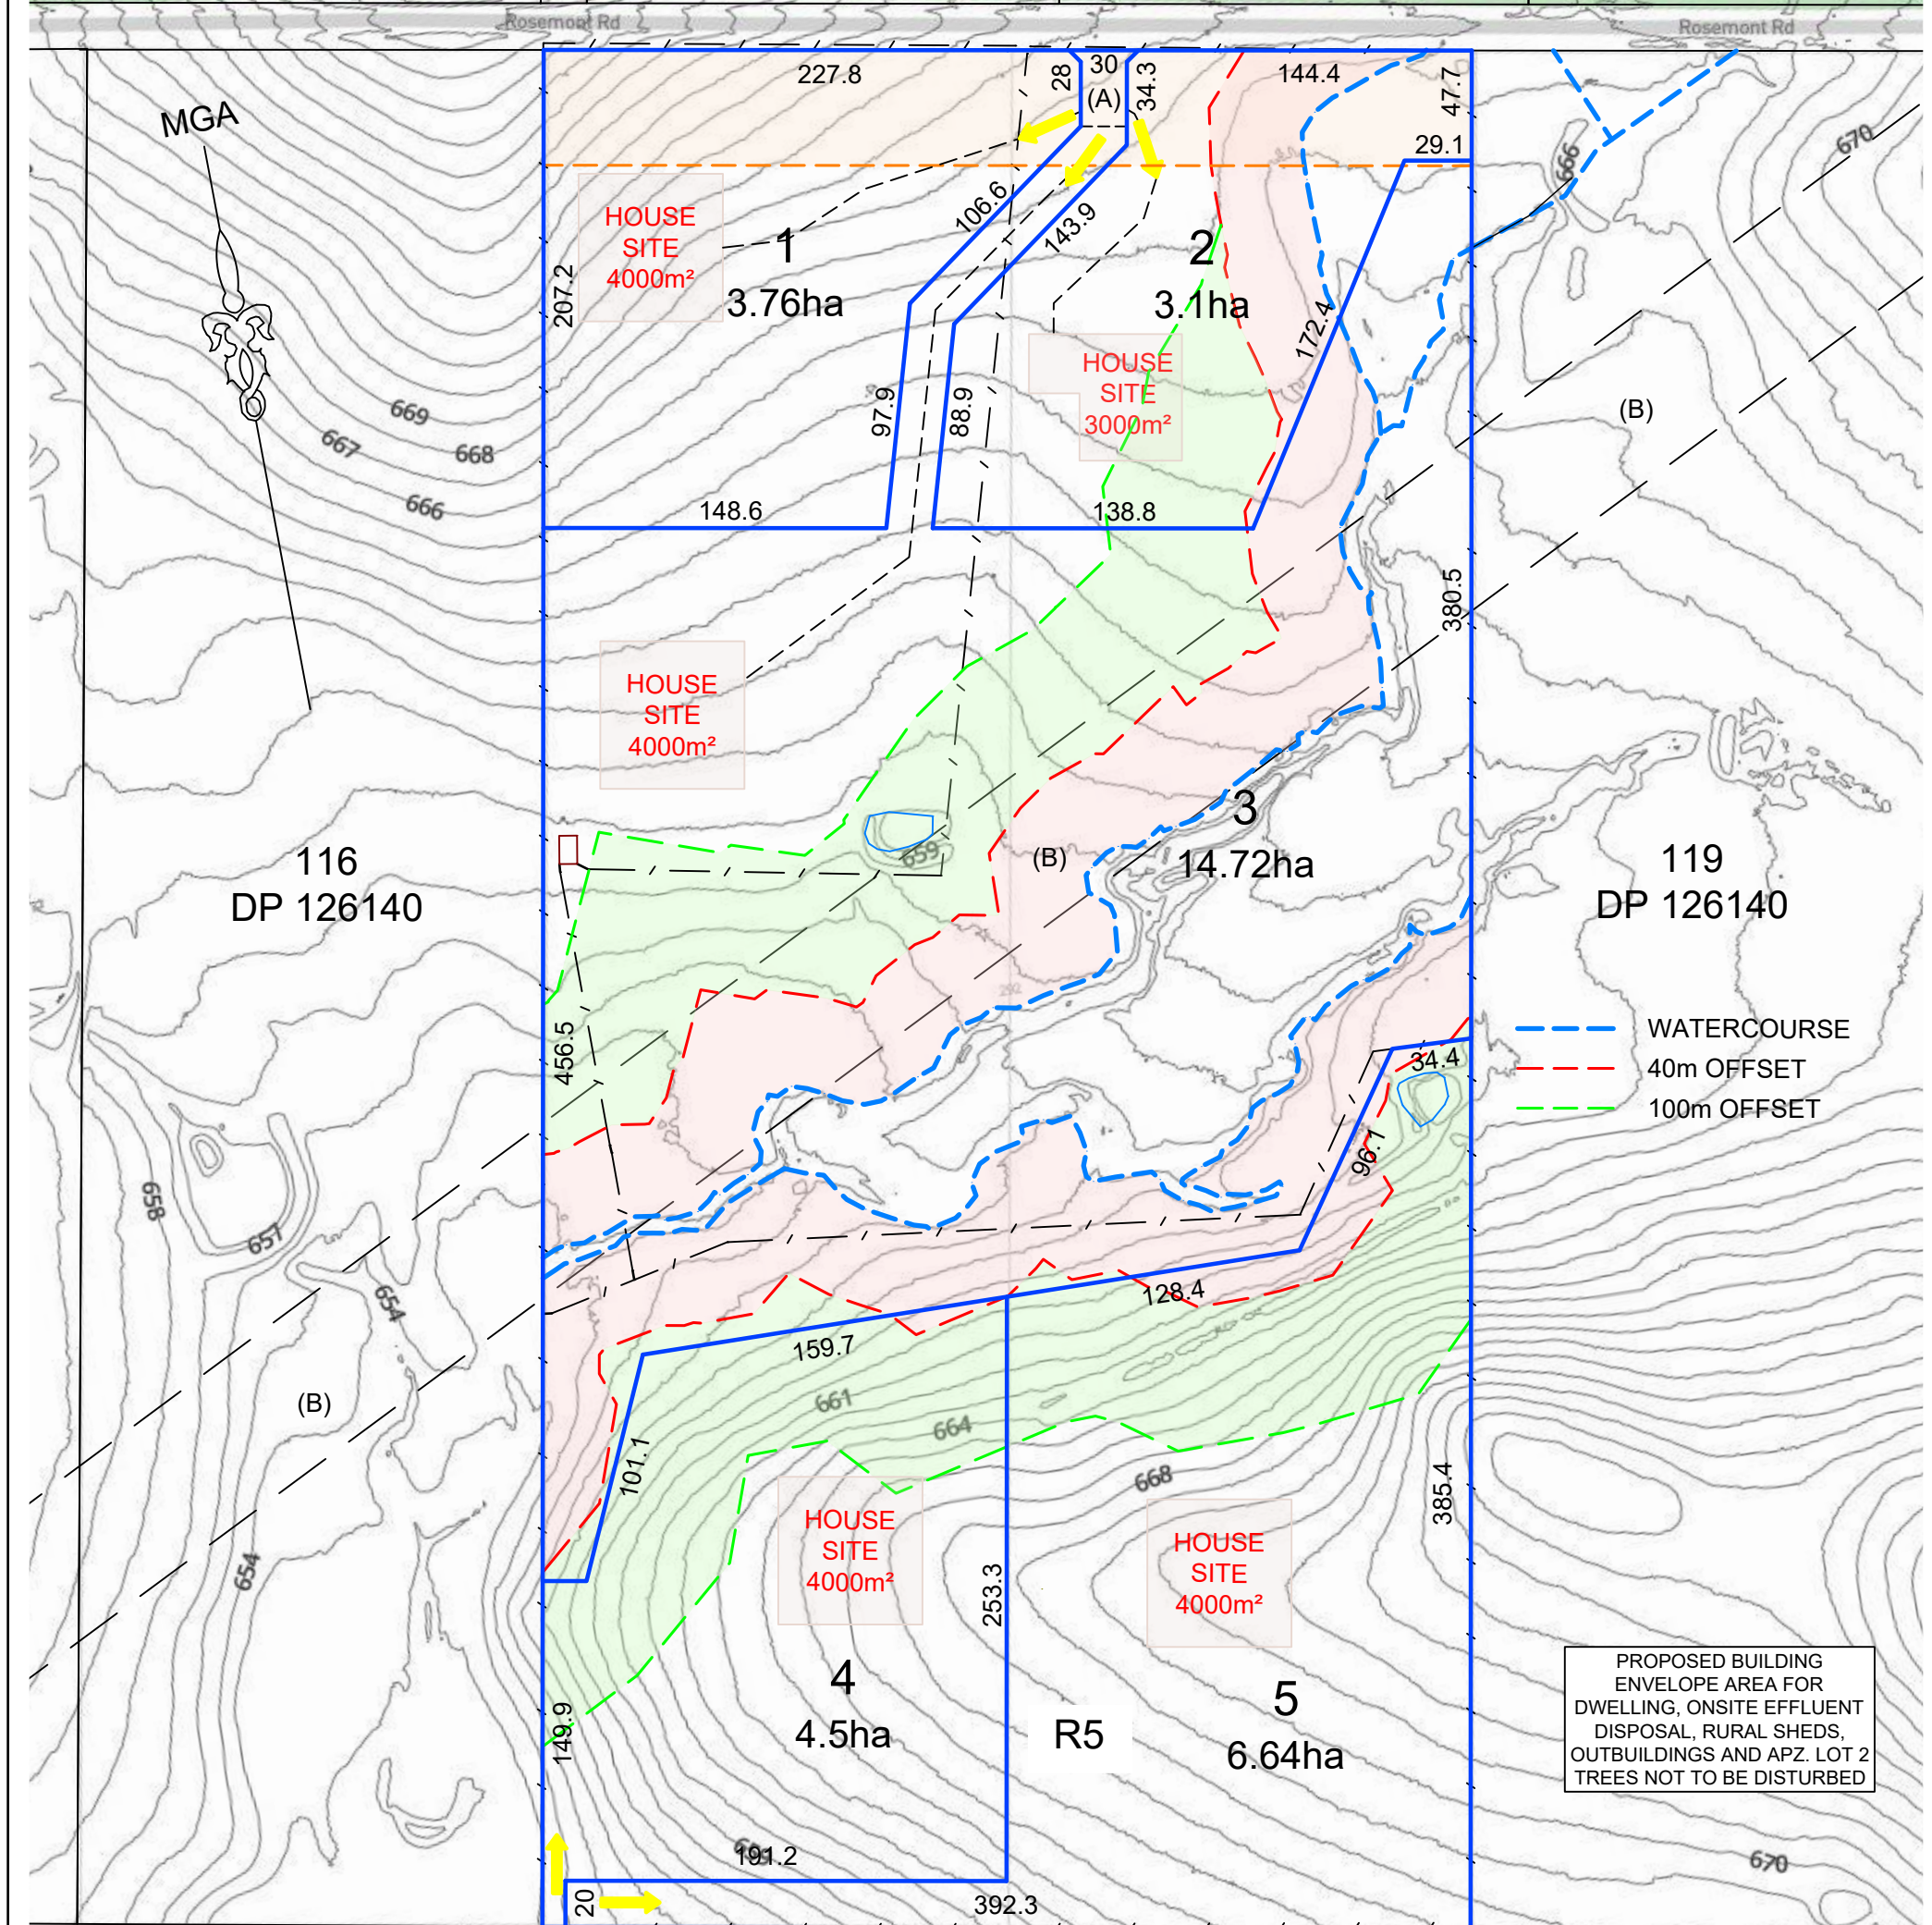 Rosemont Rd
Rosemont Rd
227.8
28
30
(A)
34.3
144.4
47.7
MGA
29.1
670
666
106.6
143.9
HOUSE
SITE
4000m²
1
3.76ha
2
3.1ha
207.2
172.4
HOUSE
SITE
3000m²
97.9
88.9
669
667
668
666
(B)
148.6
138.8
380.5
HOUSE
SITE
4000m²
3
14.72ha
659
(B)
116
DP 126140
119
DP 126140
292
456.5
WATERCOURSE
40m OFFSET
100m OFFSET
34.4
96.1
658
657
654
128.4
159.7
661
664
101.1
(B)
668
385.4
HOUSE
SITE
4000m²
HOUSE
SITE
4000m²
654
253.3
4
4.5ha
R5
5
6.64ha
149.9
PROPOSED BUILDING
ENVELOPE AREA FOR
DWELLING, ONSITE EFFLUENT
DISPOSAL, RURAL SHEDS,
OUTBUILDINGS AND APZ. LOT 2
TREES NOT TO BE DISTURBED
191.2
670
20
392.3